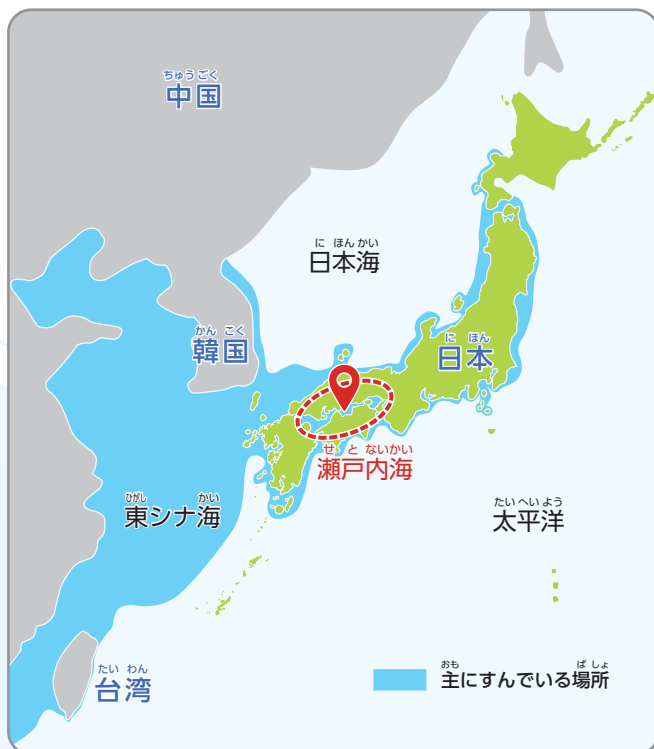 ちゅうごく
中国
にほんかい
日本海
かんこく
韓国
にほん
日本
せとないかい
瀬戸内海
ひがし かい
東シナ海
たいへいよう
太平洋
たいわん
台湾
おも ばしょ
主にすんでいる場所